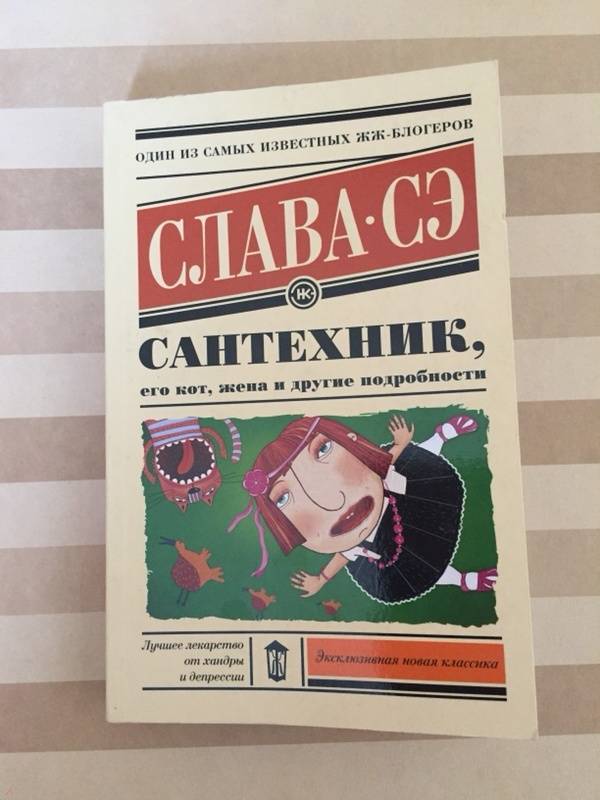 ОДИН ИЗ САМЫХ ИЗВЕСТНЫХ ЖЖ-БЛОГЕРОВ
СЛАВА·СЭ
НК
САНТЕХНИК,
его кот, жена и другие подробности
Лучшее лекарство
от хандры
и депрессии
Ж
Эксклюзивная новая классика